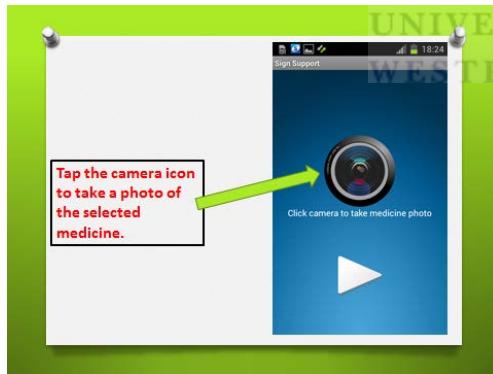 UNIVE
WESTE
18:24
Sign Support
Tap the camera icon
to take a photo of
the selected
medicine.
Click camera to take medicine photo